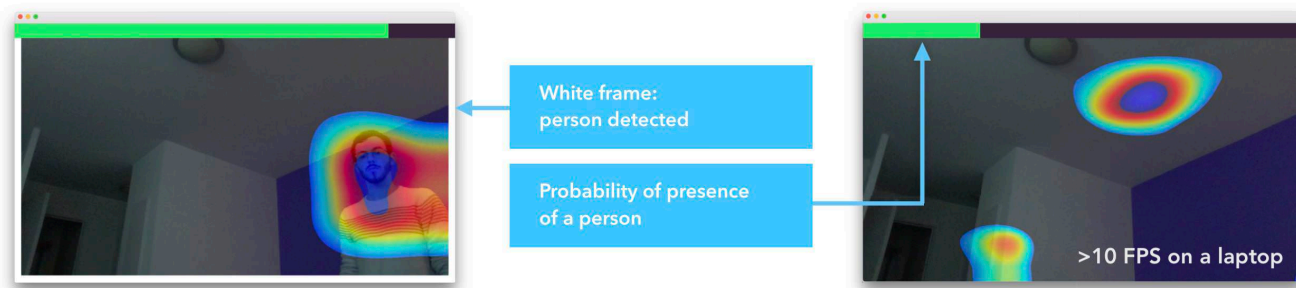 White frame:
person detected
Probability of presence
of a person
>10 FPS on a laptop